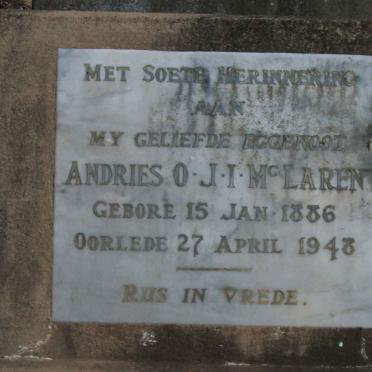 MET SOETE HERINNERING
AAN
MY GELIEFDE EGGENOOT
ANDRIES O.J.I. McLAREN
GEBORE 15 JAN 1886
OORLEDE 27 APRIL 1948
RUS IN VREDE.